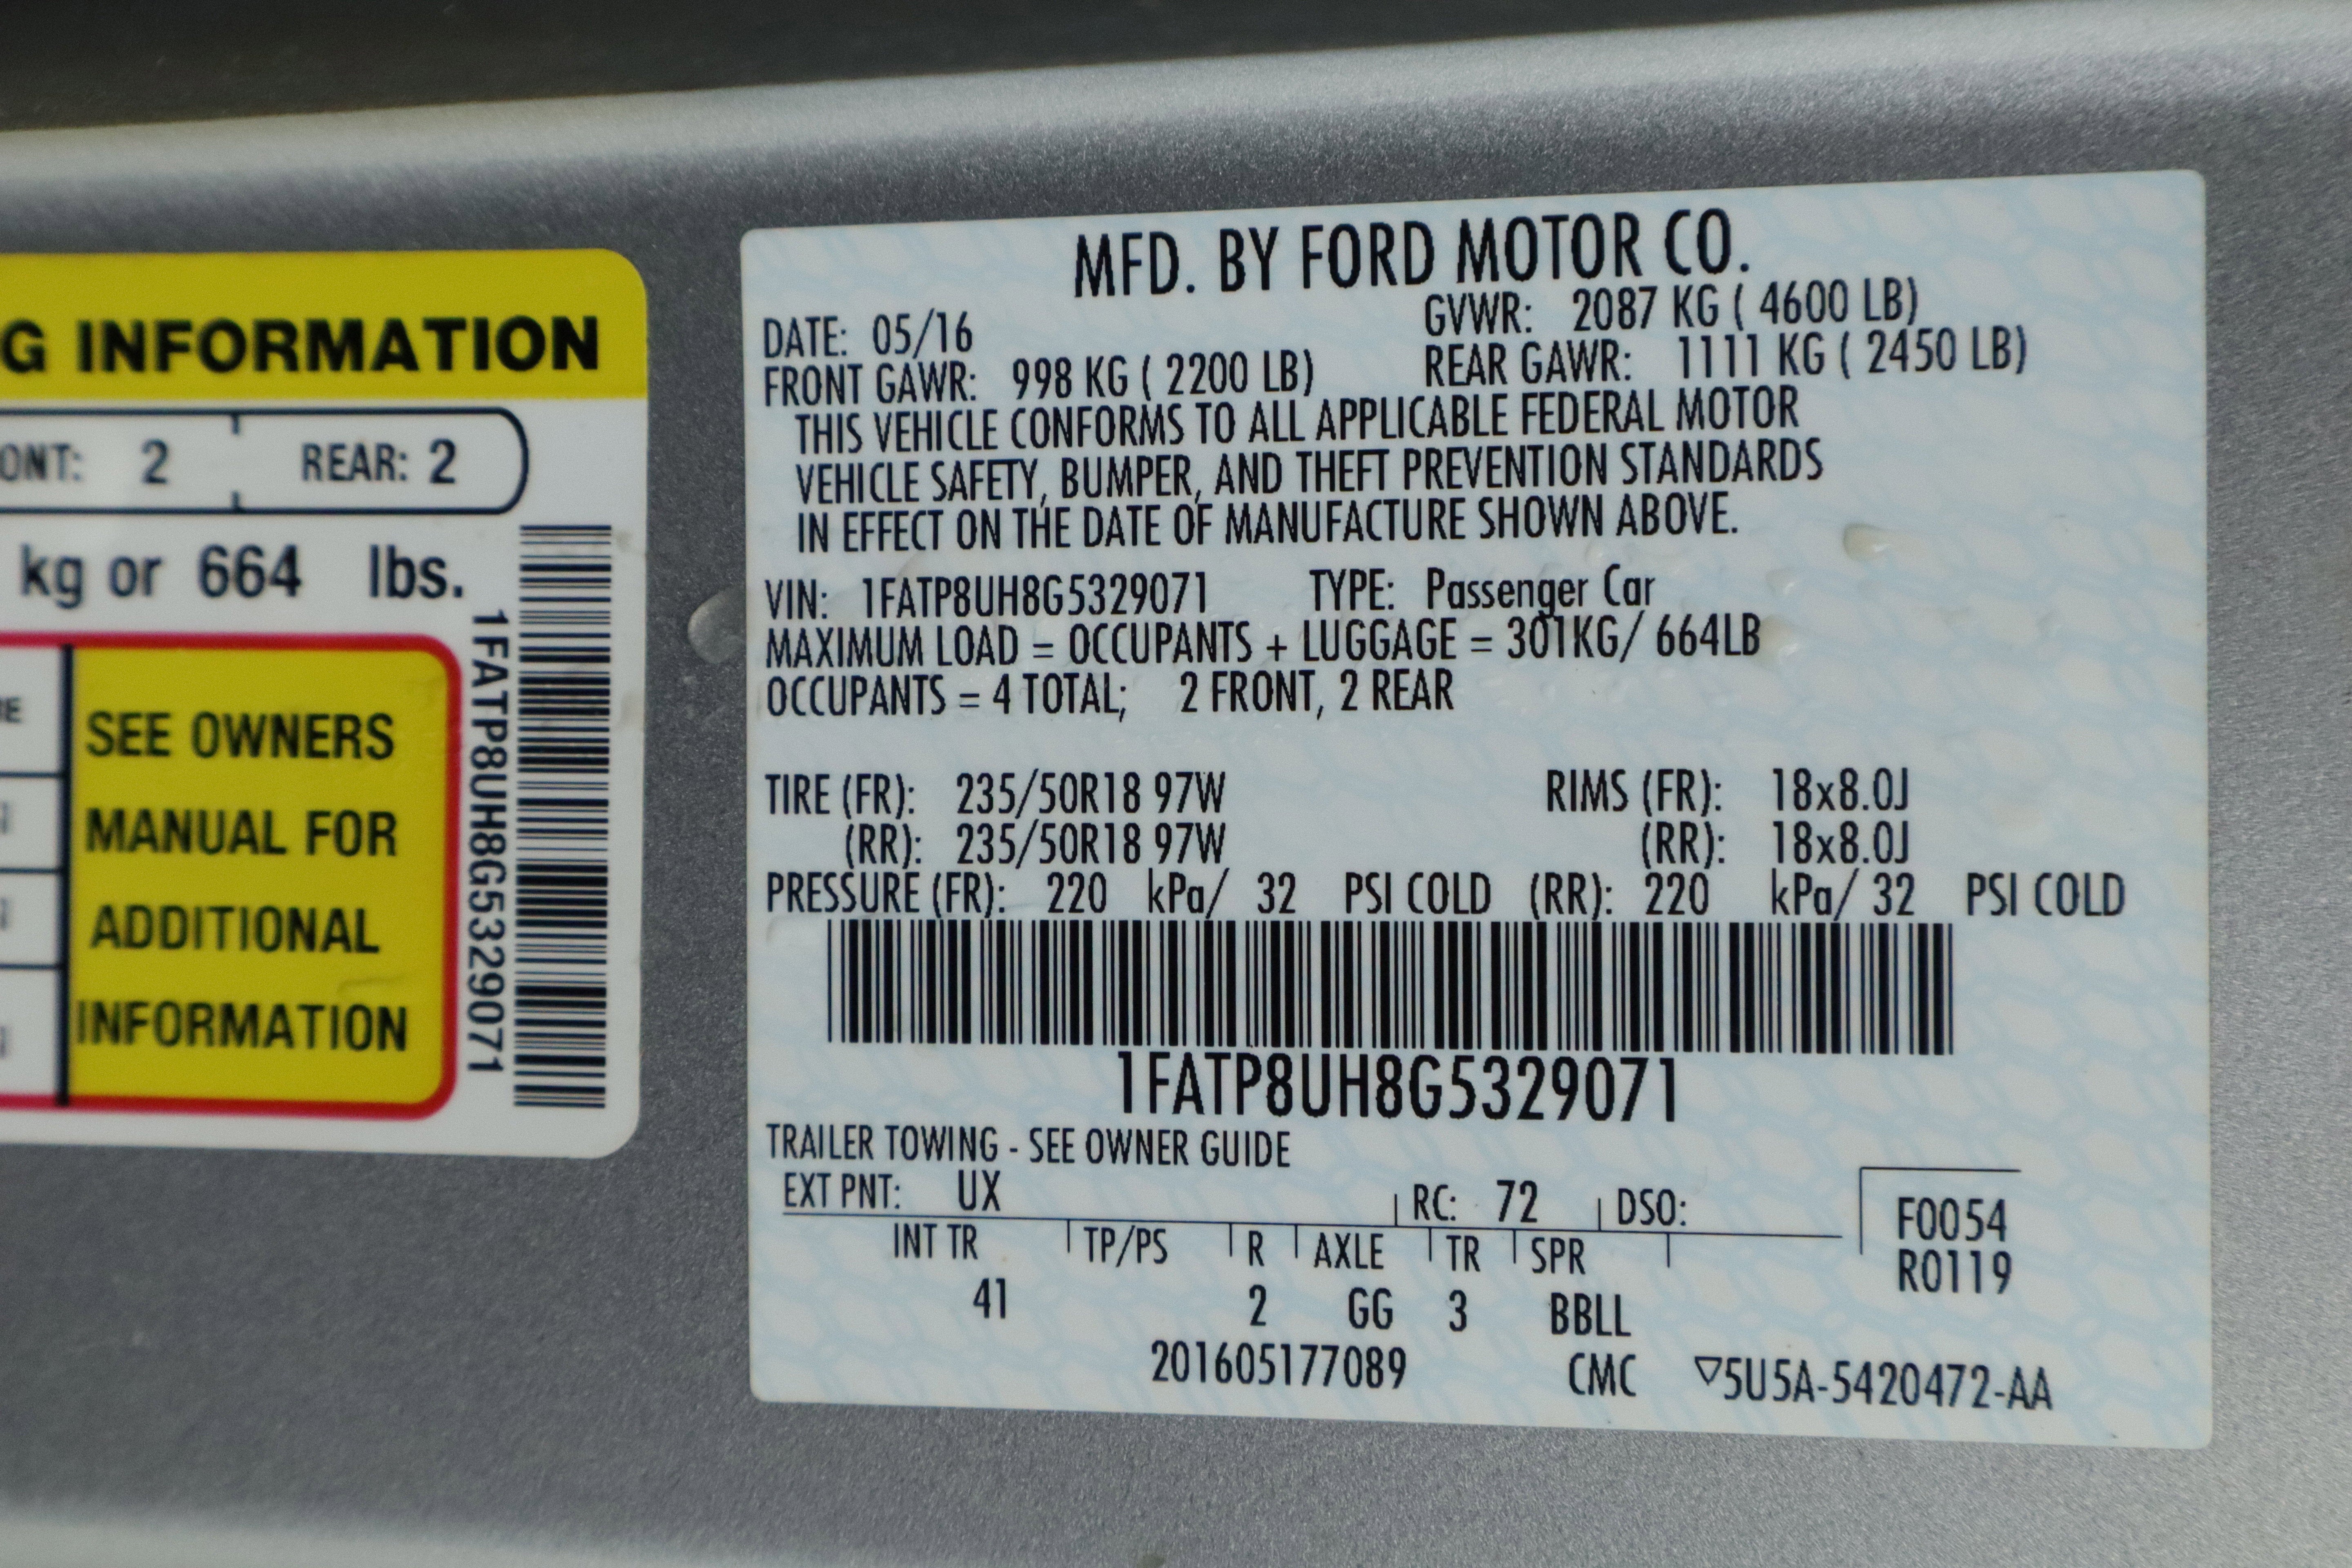 G INFORMATION
ONT: 2 REAR: 2
kg or 664 lbs.
SEE OWNERS
MANUAL FOR
ADDITIONAL
INFORMATION
1FATP8UH8G5329071
MFD. BY FORD MOTOR CO.
DATE: 05/16 GVWR: 2087 KG ( 4600 LB)
FRONT GAWR: 998 KG ( 2200 LB) REAR GAWR: 1111 KG ( 2450 LB)
THIS VEHICLE CONFORMS TO ALL APPLICABLE FEDERAL MOTOR
VEHICLE SAFETY, BUMPER, AND THEFT PREVENTION STANDARDS
IN EFFECT ON THE DATE OF MANUFACTURE SHOWN ABOVE.
VIN: 1FATP8UH8G5329071 TYPE: Passenger Car
MAXIMUM LOAD = OCCUPANTS + LUGGAGE = 301KG/ 664LB
OCCUPANTS = 4 TOTAL; 2 FRONT, 2 REAR
TIRE (FR): 235/50R18 97W RIMS (FR): 18x8.0J
(RR): 235/50R18 97W (RR): 18x8.0J
PRESSURE (FR): 220 kPa/ 32 PSI COLD (RR): 220 kPa/ 32 PSI COLD
1FATP8UH8G5329071
TRAILER TOWING - SEE OWNER GUIDE
EXT PNT: UX RC: 72 DSO:
INT TR TP/PS R AXLE TR SPR
41 2 GG 3 BBLL
F0054
R0119
201605177089 CMC ▽5U5A-5420472-AA